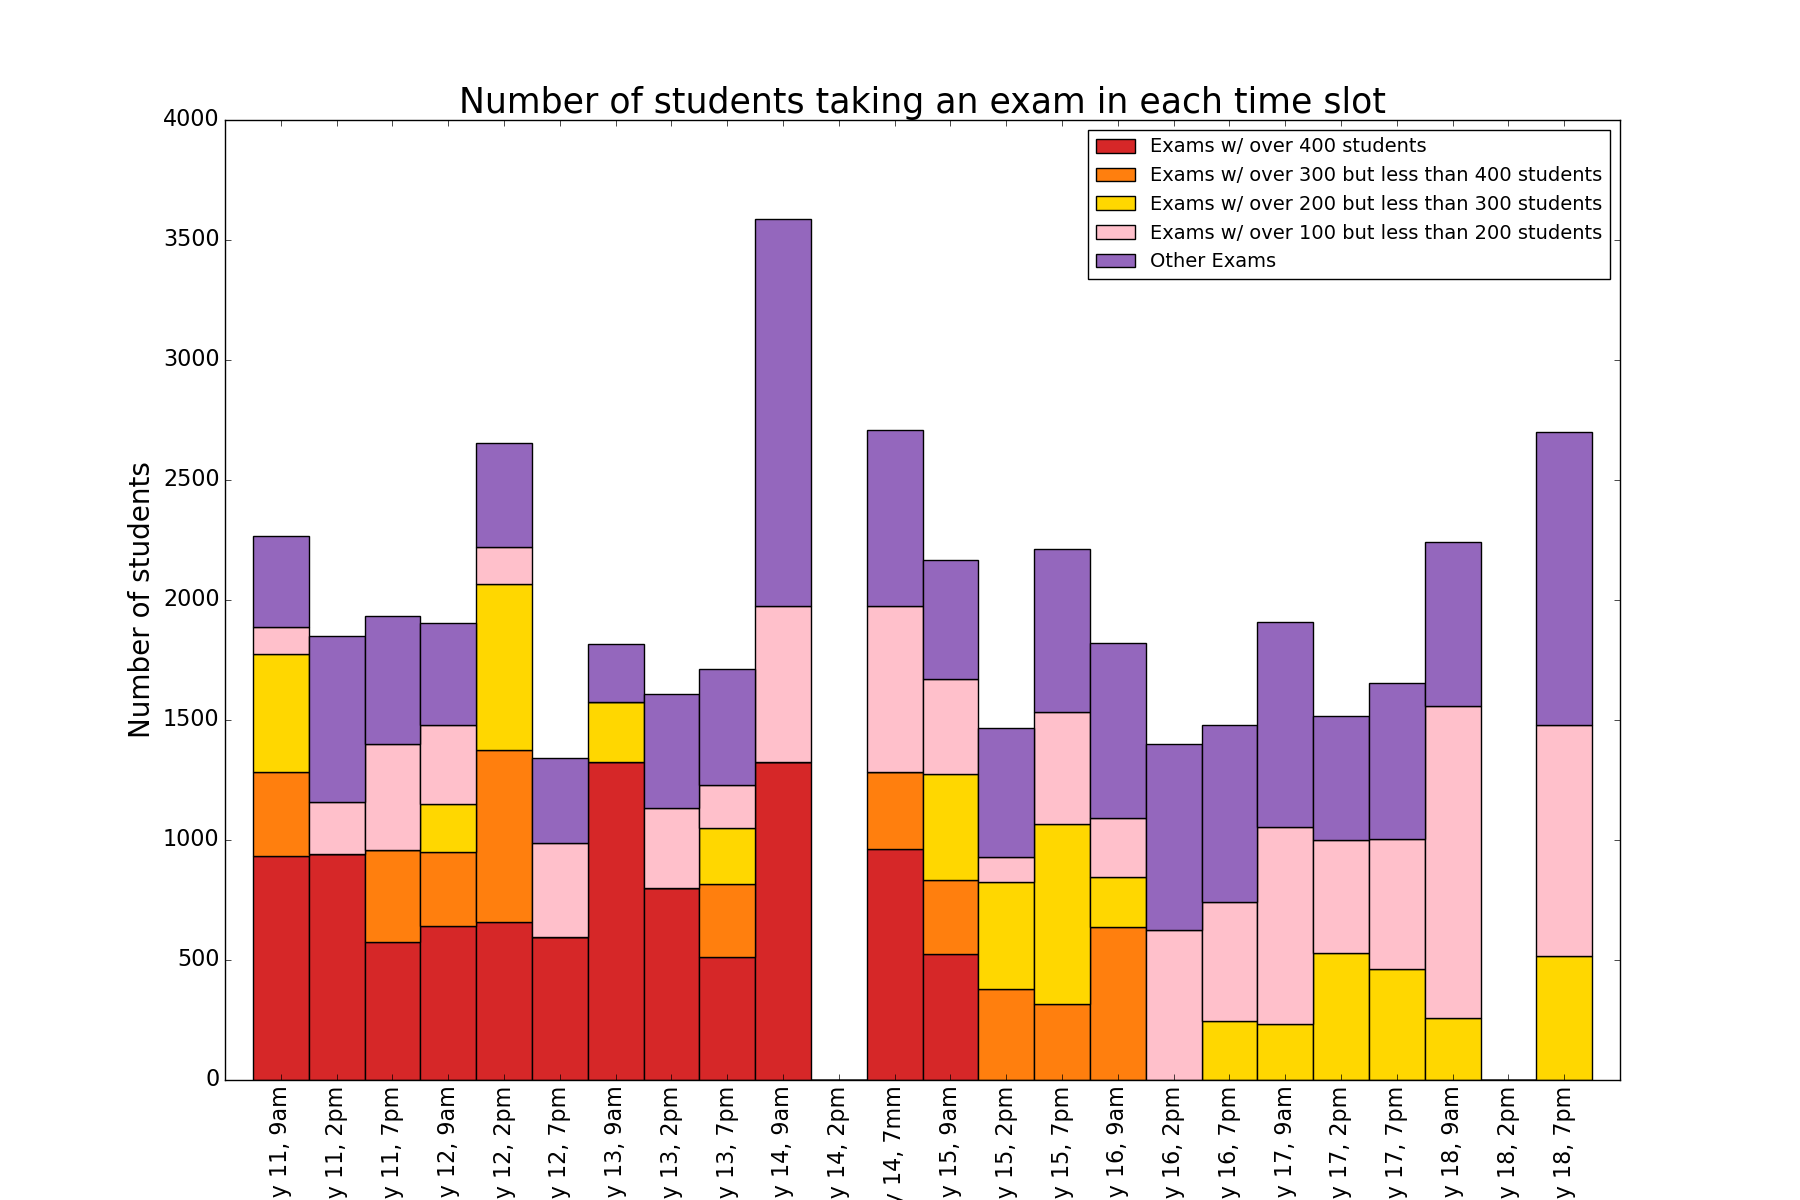 Number of students taking an exam in each time slot
Exams w/ over 400 students
Exams w/ over 300 but less than 400 students
Exams w/ over 200 but less than 300 students
Exams w/ over 100 but less than 200 students
Other Exams
Number of students
4000
3500
3000
2500
2000
1500
1000
500
0
y 11, 9am
y 11, 2pm
y 11, 7pm
y 12, 9am
y 12, 2pm
y 12, 7pm
y 13, 9am
y 13, 2pm
y 13, 7pm
y 14, 9am
y 14, 2pm
y 14, 7mm
y 15, 9am
y 15, 2pm
y 15, 7pm
y 16, 9am
y 16, 2pm
y 16, 7pm
y 17, 9am
y 17, 2pm
y 17, 7pm
y 18, 9am
y 18, 2pm
y 18, 7pm